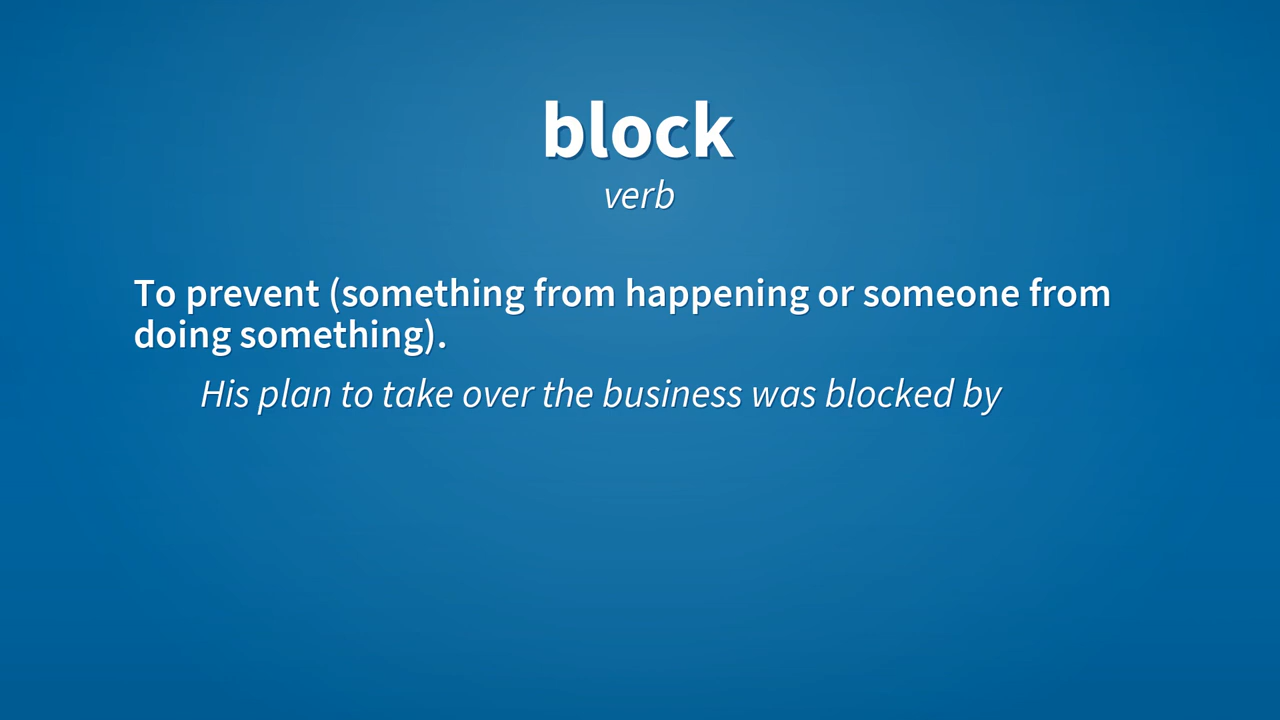 block
verb
To prevent (something from happening or someone from
doing something).
His plan to take over the business was blocked by